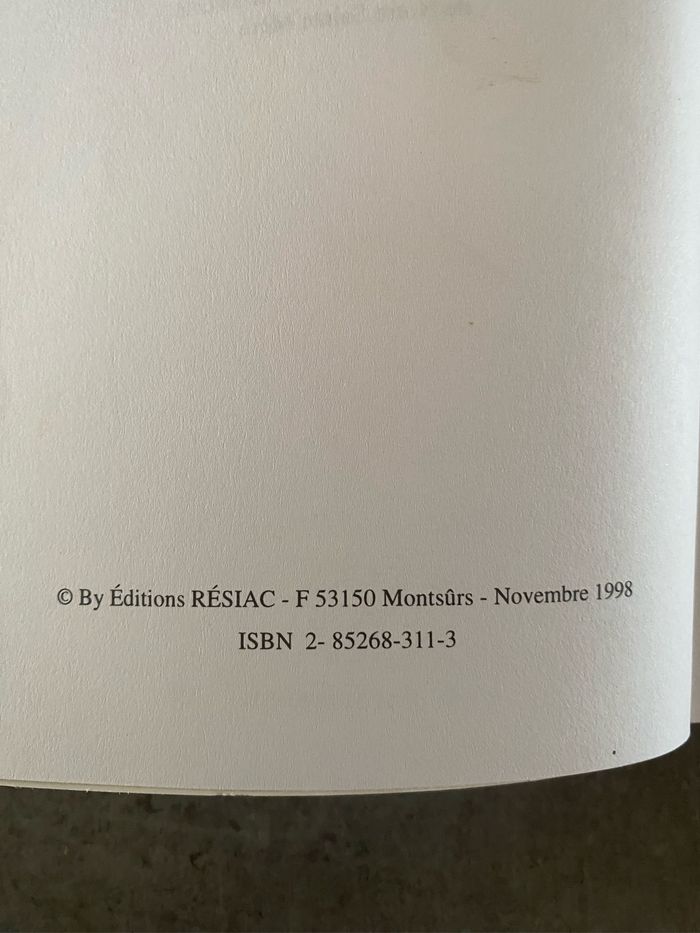 © By Éditions RÉSIAC - F 53150 Montsûrs - Novembre 1998
ISBN 2- 85268-311-3